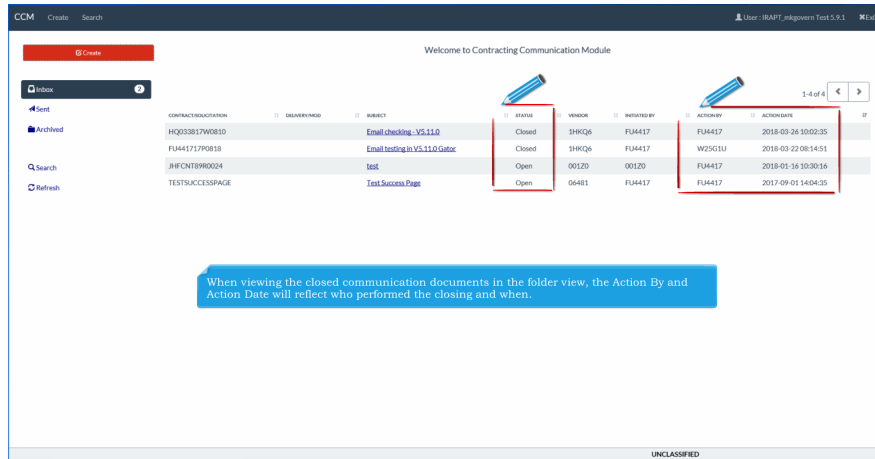 CCM Create Search User : IRAPT_mkgovern Test 5.9.1 Exi
Create
Welcome to Contracting Communication Module
Inbox 2
1-4 of 4
Sent
CONTRACT/SOLICITATION DELIVERY/MOD SUBJECT STATUS VENDOR INITIATED BY ACTION BY ACTION DATE
Archived
HQ033817W0810 Email checking - V5.11.0 Closed 1HKQ6 FU4417 FU4417 2018-03-26 10:02:35
FU441717P0818 Email testing in V5.11.0 Gator Closed 1HKQ6 FU4417 W25G1U 2018-03-22 08:14:51
Search
JHFCNT89R0024 test Open 001Z0 001Z0 FU4417 2018-01-16 10:30:16
Refresh
TESTSUCCESSPAGE Test Success Page Open 06481 FU4417 FU4417 2017-09-01 14:04:35
When viewing the closed communication documents in the folder view, the Action By and
Action Date will reflect who performed the closing and when.
UNCLASSIFIED